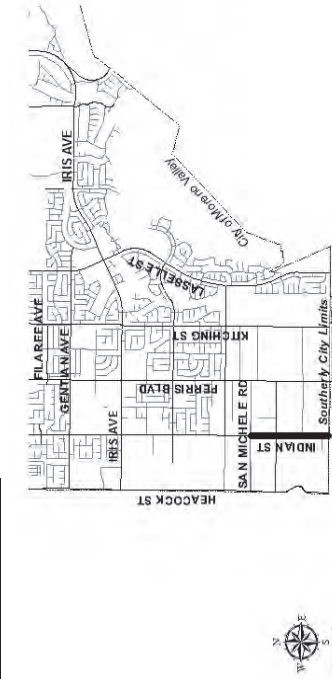 FILAREE AVE
GENTIAN AVE
IRIS AVE
IRIS AVE
LASSELLE ST
City of Moreno Valley
KITCHING ST
PERRIS BLVD
SAN MICHELE RD
INDIAN ST
HEACOCK ST
Southerly City Limits
N
W
E
S